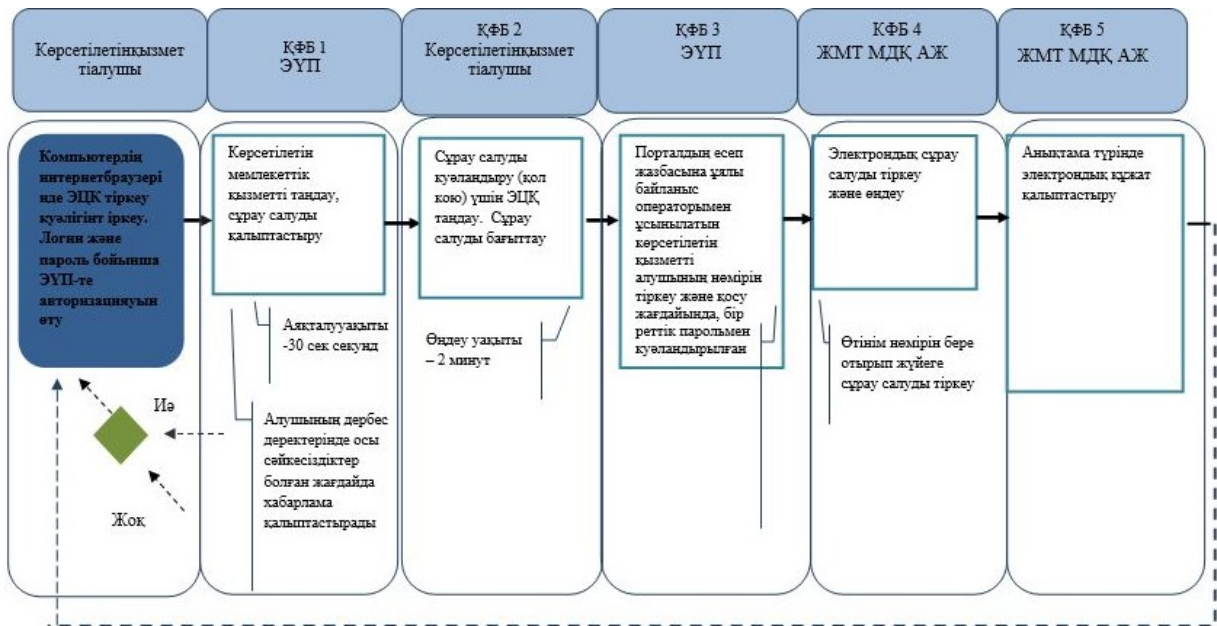 Көрсетілетінқызмет
тіалушы
ҚФБ 1
ЭҮП
ҚФБ 2
Көрсетілетінқызмет
тіалушы
ҚФБ 3
ЭҮП
ҚФБ 4
ЖМТ МДҚ АЖ
ҚФБ 5
ЖМТ МДҚ АЖ
Компьютердің
интернетбраузері
нде ЭЦК тіркеу
куәлігінт іркеу.
Логин және
пароль бойынша
ЭҮП-те
авторизацияуын
өту
Көрсетілетін
мемлекеттік
қызметті таңдау,
сұрау салуды
қалыптастыру
Сұрау салуды
куәландыру (қол
қою) үшін ЭЦҚ
таңдау. Сұрау
салуды бағыттау
Порталдың есеп
жазбасына ұялы
байланыс
операторымен
ұсынылатын
көрсетілетін
қызметті
алушының нөмірін
тіркеу және қосу
жағдайында, бір
реттік парольмен
куәландырылған
Электрондық сұрау
салуды тіркеу
және өңдеу
Анықтама түрінде
электрондық құжат
қалыптастыру
Аяқталууақыты
-30 сек секунд
Өңдеу уақыты
– 2 минут
Өтінім нөмірін бере
отырып жүйеге
сұрау салуды тіркеу
Иә
Жоқ
Алушының дербес
деректерінде осы
сәйкесіздіктер
болған жағдайда
хабарлама
қалыптастырады